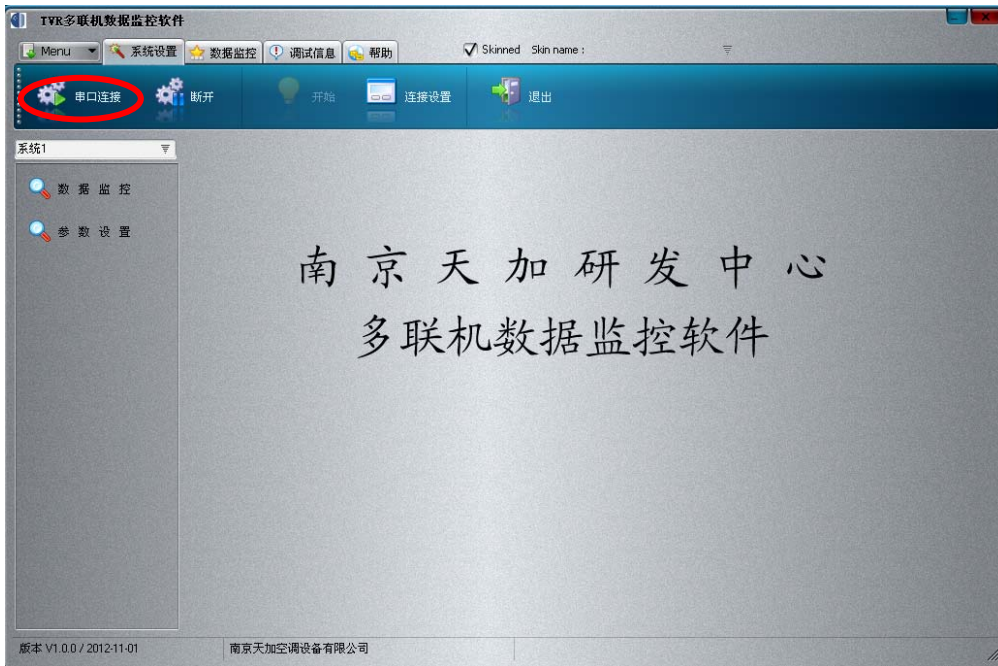 TVR多联机数据监控软件
Menu 系统设置 数据监控 调试信息 帮助 Skinned Skin name :
串口连接 断开 开始 连接设置 退出
系统1
数 据 监 控
参 数 设 置
南 京 天 加 研 发 中 心
多联机数据监控软件
版本 V1.0.0 / 2012-11-01 南京天加空调设备有限公司